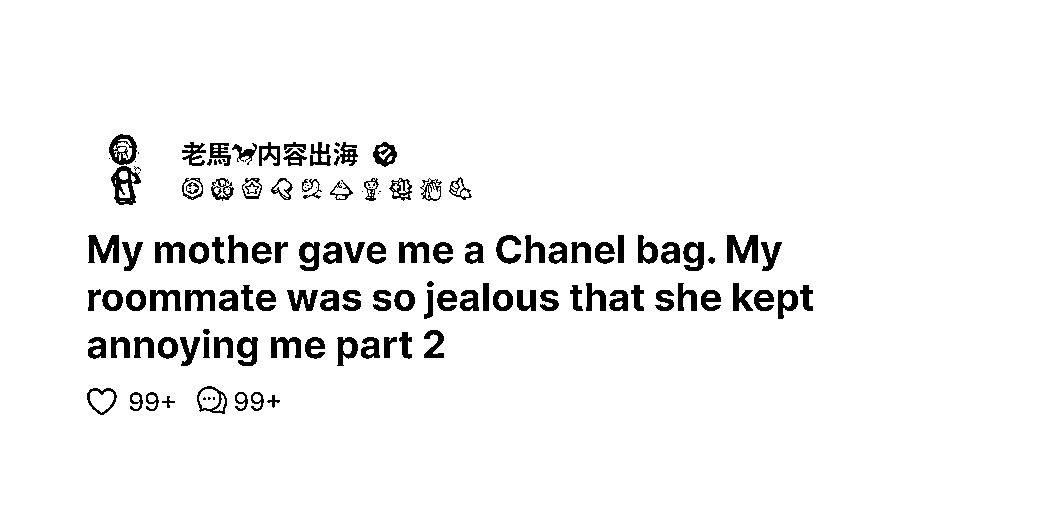 老馬🐎内容出海
My mother gave me a Chanel bag. My
roommate was so jealous that she kept
annoying me part 2
99+ 99+